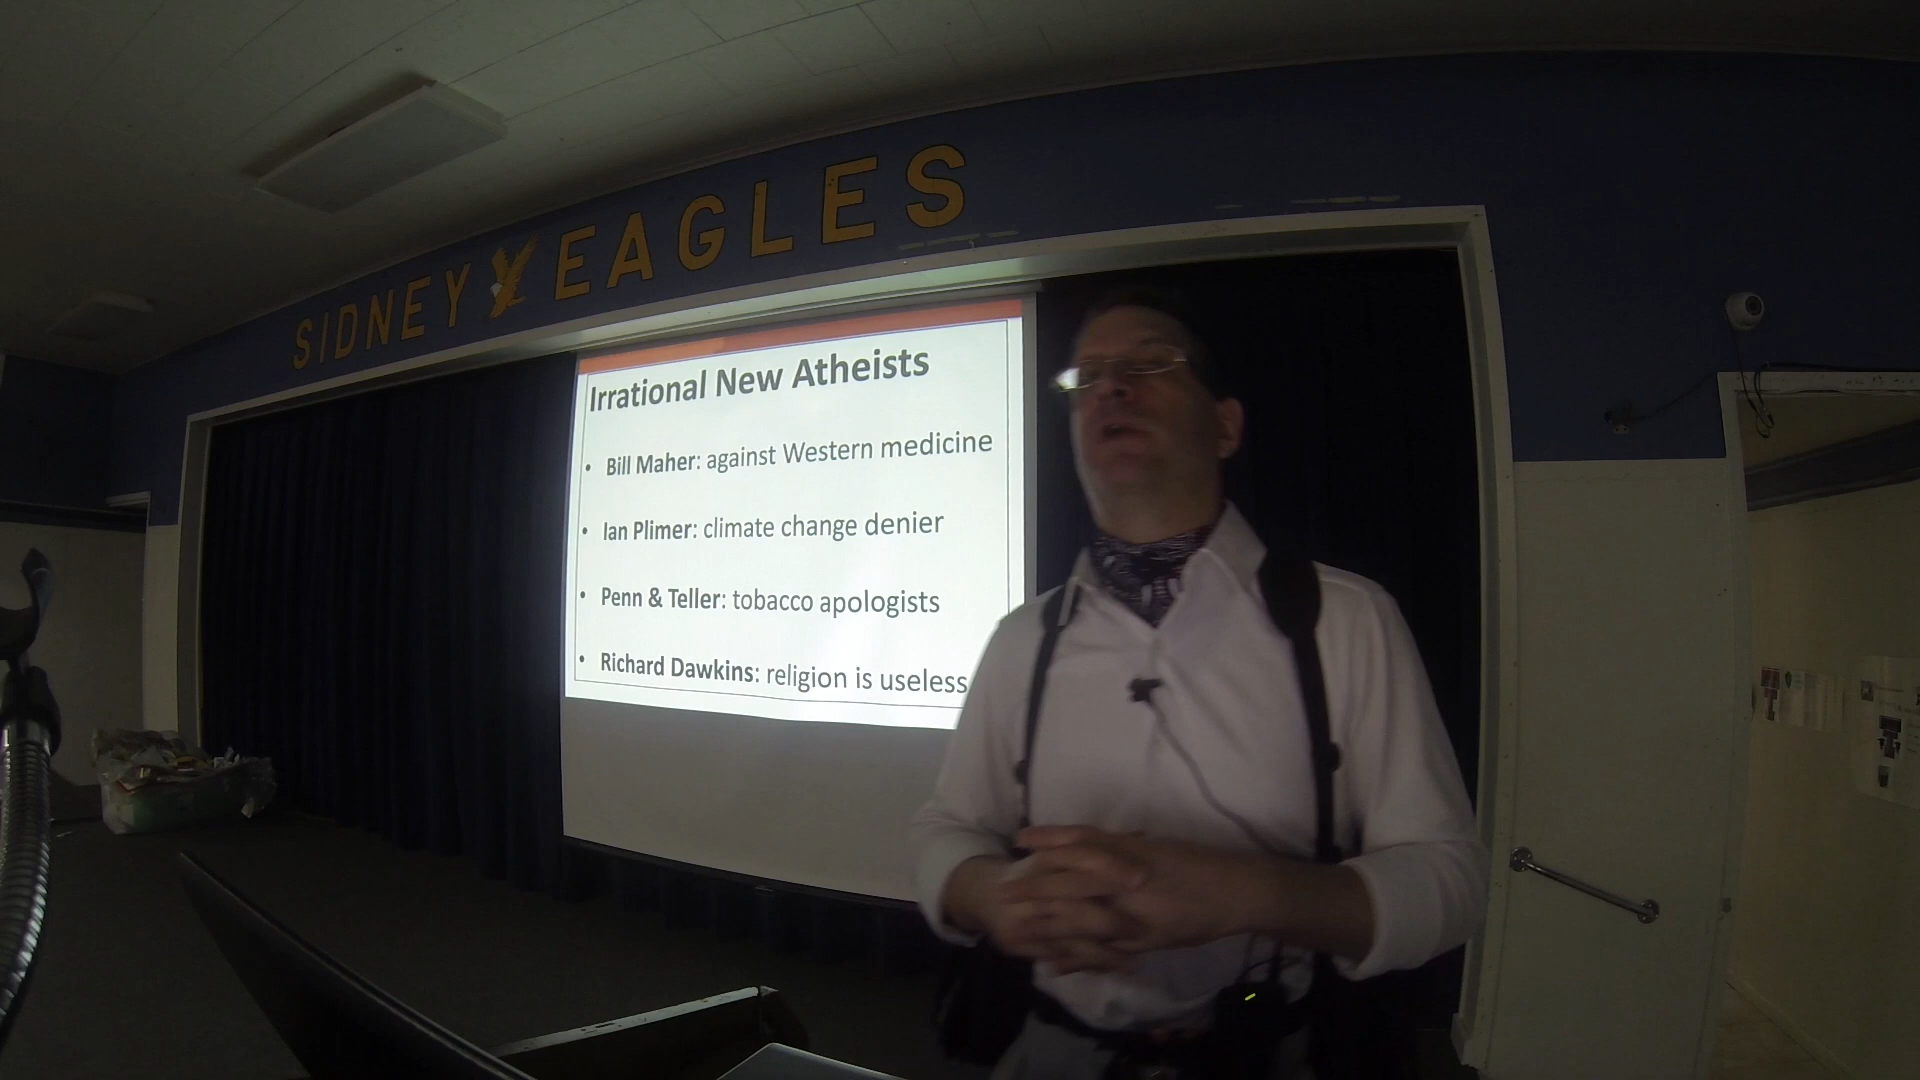 SIDNEY EAGLES
Irrational New Atheists
• Bill Maher: against Western medicine
• Ian Plimer: climate change denier
• Penn & Teller: tobacco apologists
• Richard Dawkins: religion is useless